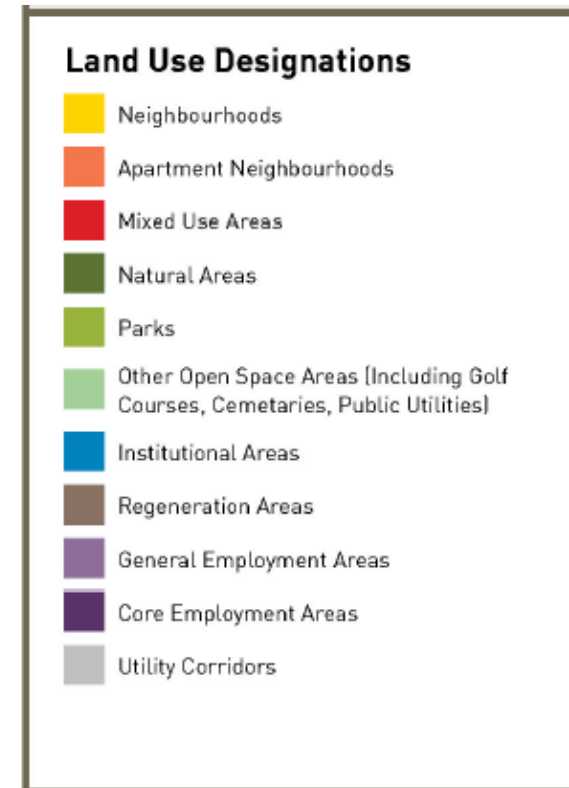 Land Use Designations
Neighbourhoods
Apartment Neighbourhoods
Mixed Use Areas
Natural Areas
Parks
Other Open Space Areas (Including Golf
Courses, Cemetaries, Public Utilities)
Institutional Areas
Regeneration Areas
General Employment Areas
Core Employment Areas
Utility Corridors